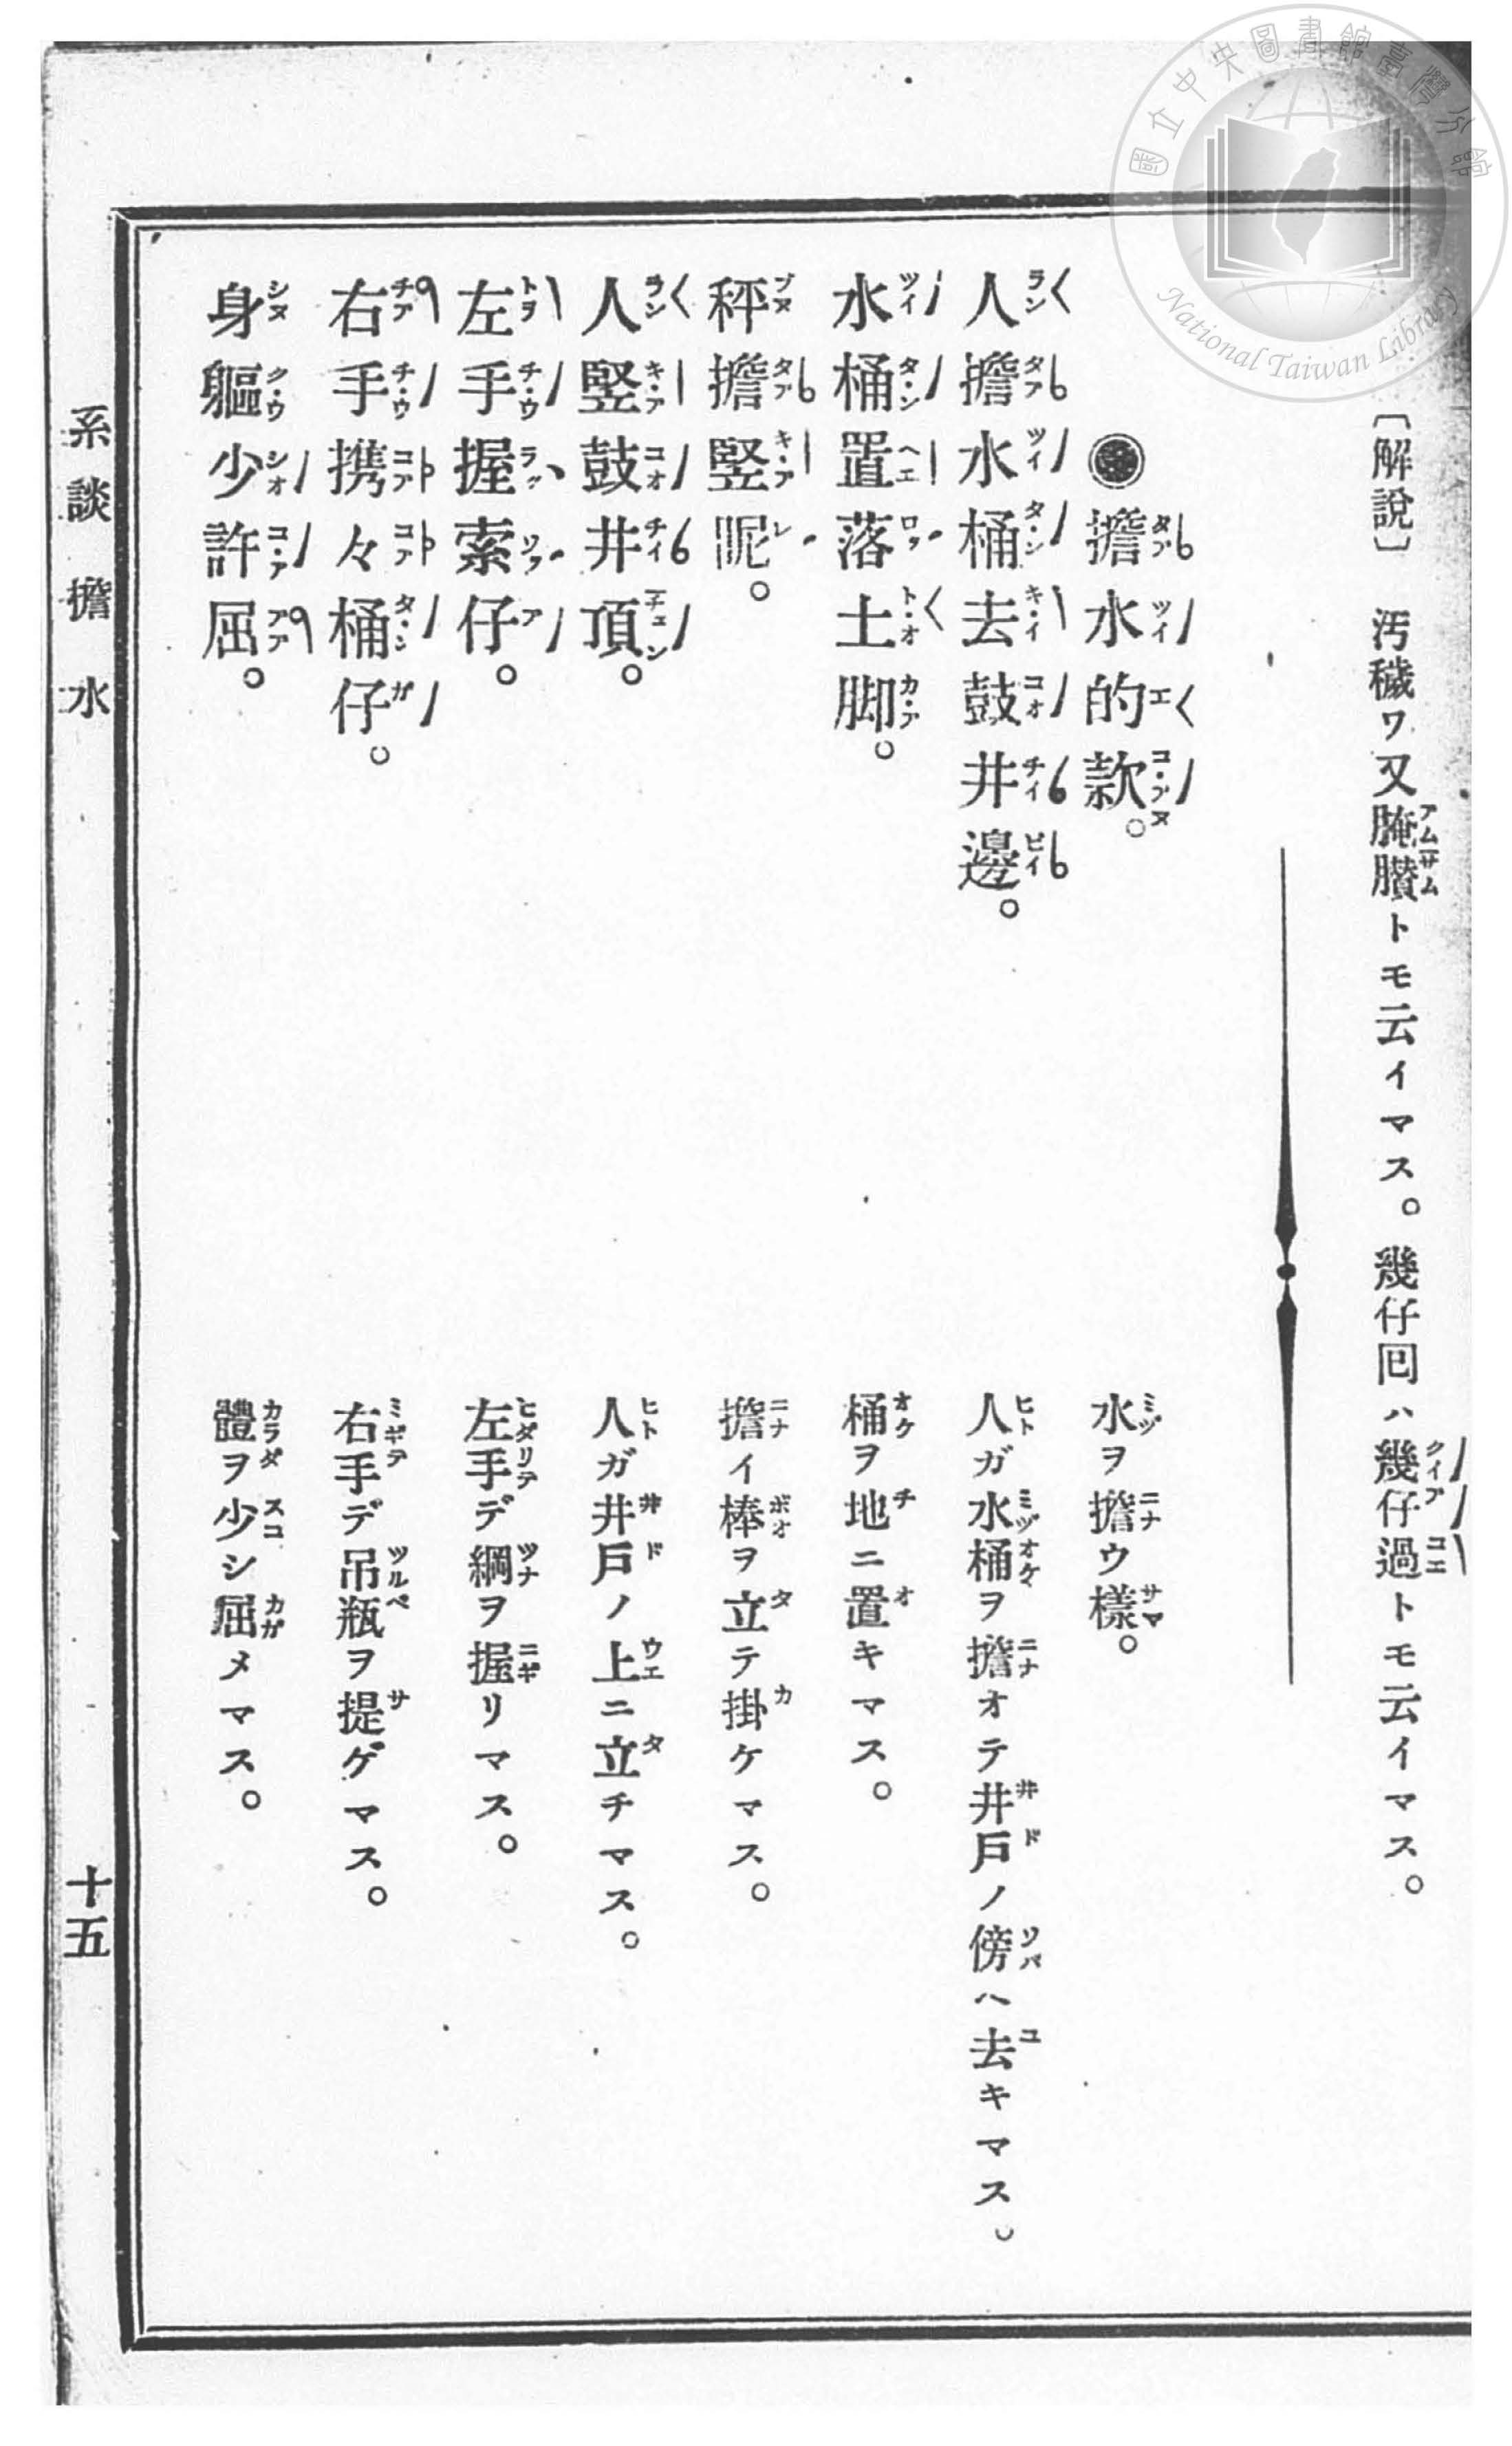 國立中央圖書館臺灣分館
National Taiwan Library
〔解說〕 汚穢ワ又腌臢トモ云イマス。幾仔囘ハ幾仔過トモ云イマス。
擔水的款。
水ヲ擔ウ樣。
人擔水桶去鼓井邊。
人ガ水桶ヲ擔オテ井戶ノ傍ヘ去キマス。
水桶置落土脚。
桶ヲ地ニ置キマス。
秤擔竪昵。
擔イ棒ヲ立テ掛ケマス。
人竪鼓井頂。
人ガ井戶ノ上ニ立チマス。
左手握索仔。
左手デ綱ヲ握リマス。
右手携々桶仔。
右手デ吊瓶ヲ提ゲマス。
身軀少許屈。
體ヲ少シ屈メマス。
系談 擔水 十五